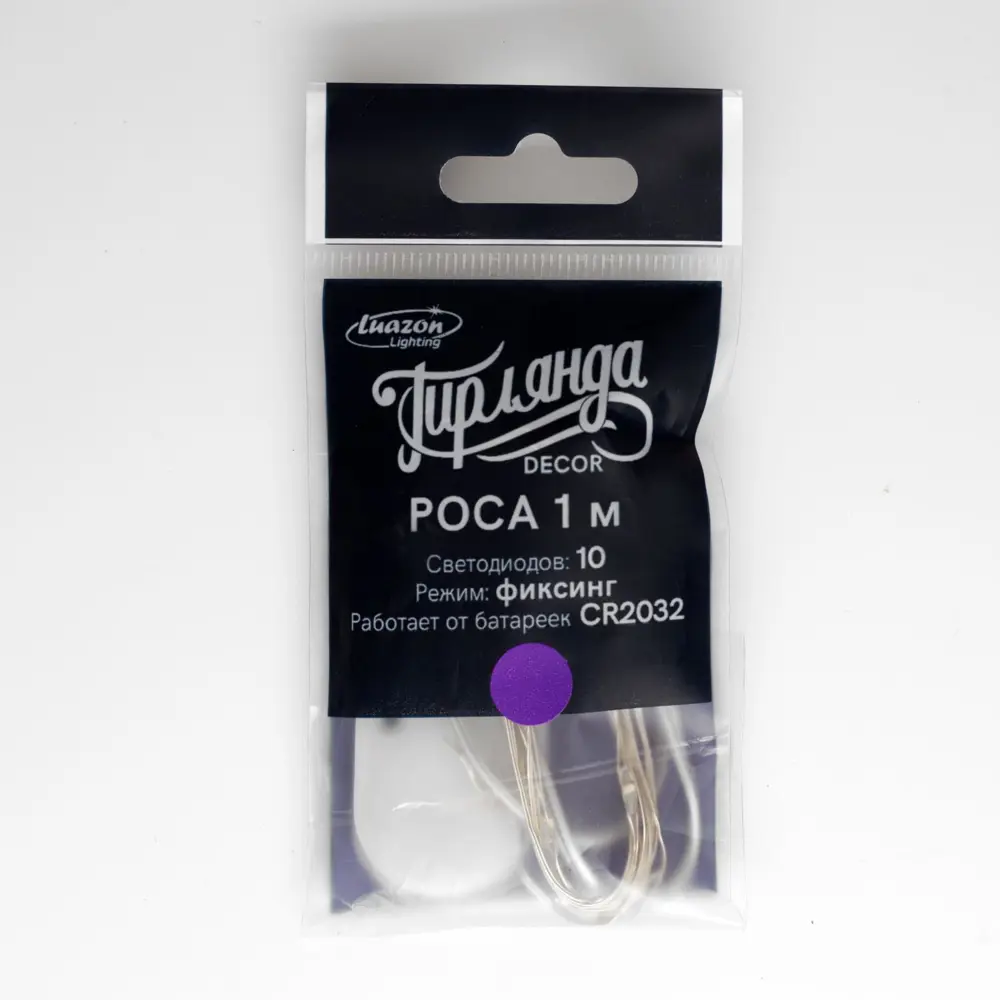 Luazon
Lighting
Гирлянда
DECOR
РОСА 1 м
Светодиодов: 10
Режим: фиксинг
Работает от батареек CR2032